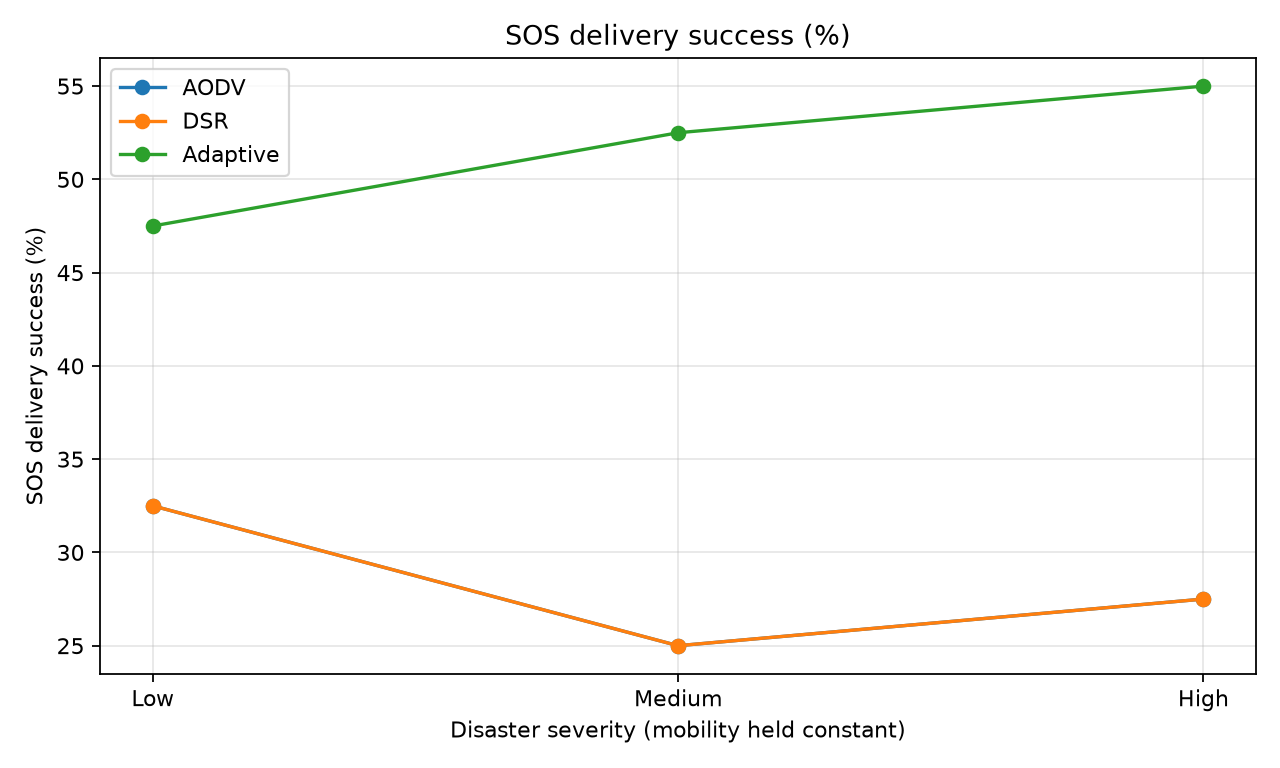 SOS delivery success (%)
AODV
DSR
Adaptive
SOS delivery success (%)
55
50
45
40
35
30
25
Low Medium High
Disaster severity (mobility held constant)